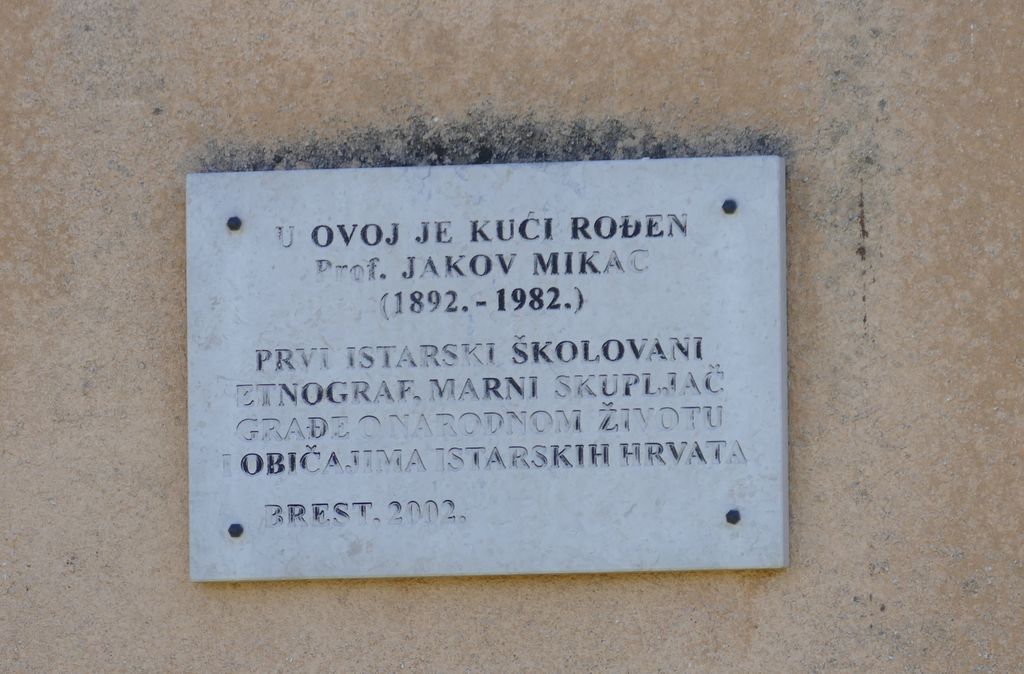 U OVOJ JE KUĆI ROĐEN
Prof. JAKOV MIKAC
(1892.-1982.)
PRVI ISTARSKI ŠKOLOVANI
ETNOGRAF, MARNI SKUPLJAČ
GRAĐE O NARODNOM ŽIVOTU
I OBIČAJIMA ISTARSKIH HRVATA
BREST, 2002.